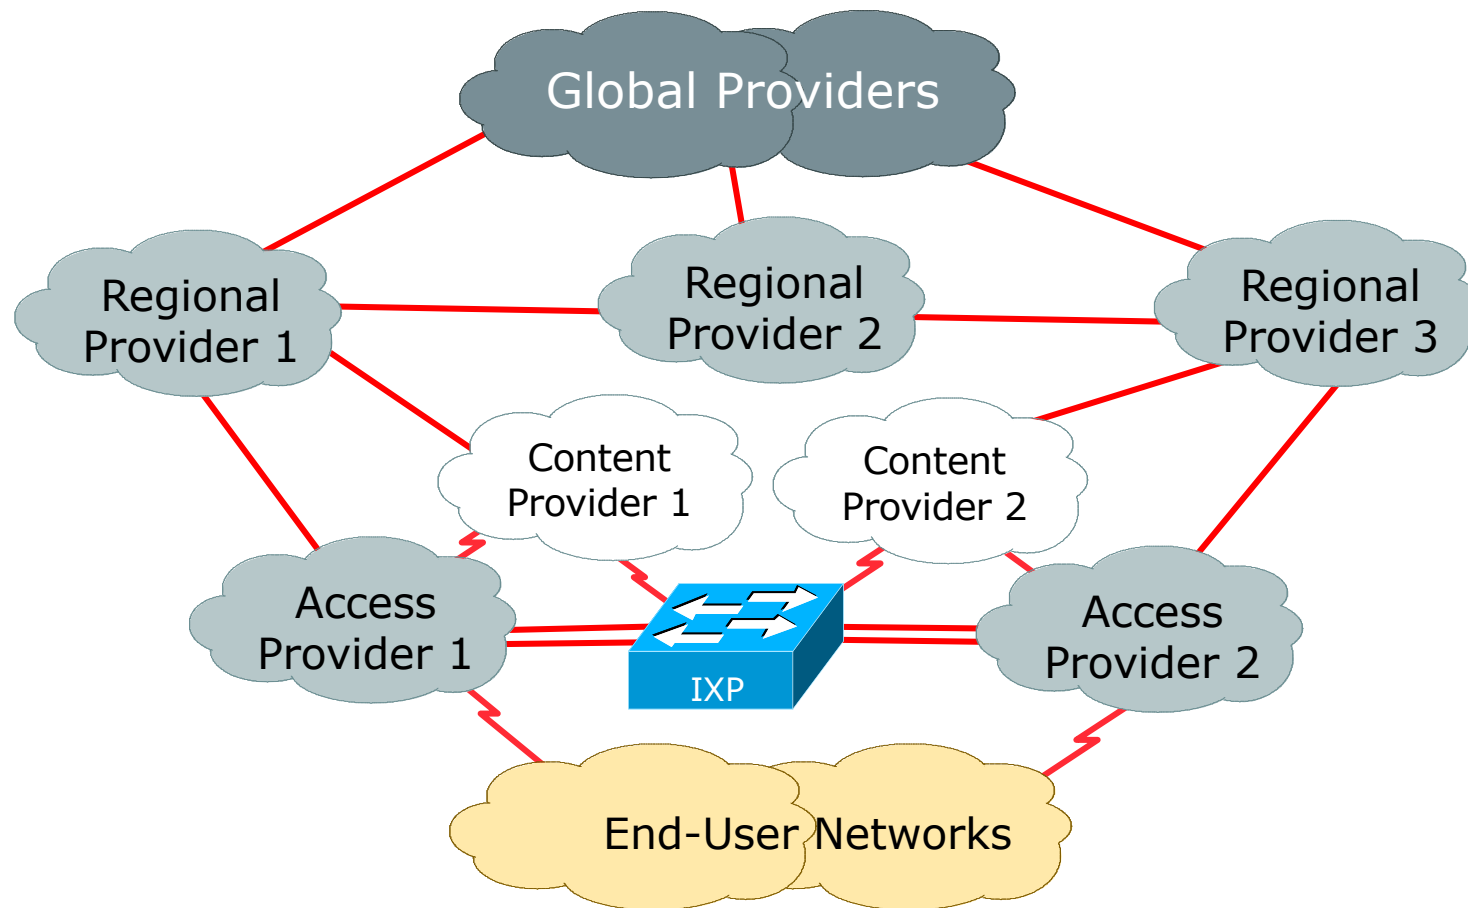 Global Providers
Regional
Provider 1
Regional
Provider 2
Regional
Provider 3
Content
Provider 1
Content
Provider 2
Access
Provider 1
IXP
Access
Provider 2
End-User Networks